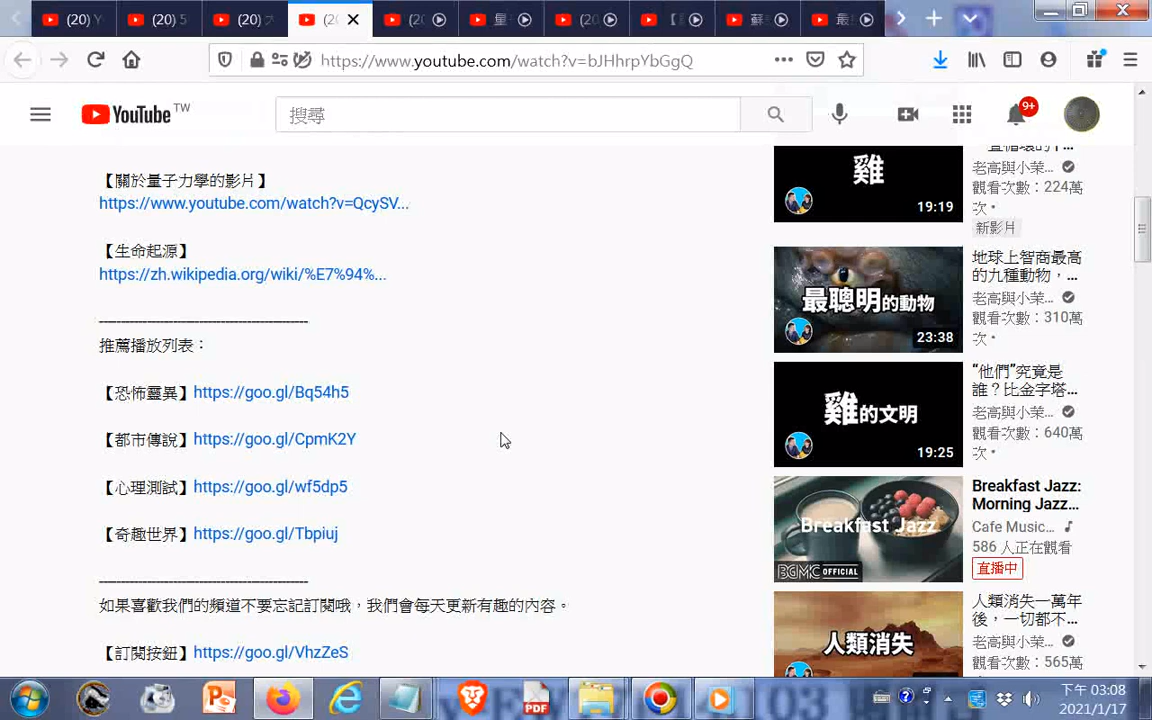 (20) Y
(20) 5
(20)
(2(
(20
星
(20
【
蘇
最
https://www.youtube.com/watch?v=bJHhrpYbGgQ
YouTube TW
搜尋
9+
【關於量子力學的影片】
https://www.youtube.com/watch?v=QcySV...
【生命起源】
https://zh.wikipedia.org/wiki/%E7%94%...
推薦播放列表：
【恐怖靈異】https://goo.gl/Bq54h5
【都市傳說】https://goo.gl/CpmK2Y
【心理測試】https://goo.gl/wf5dp5
【奇趣世界】https://goo.gl/Tbpiuj
如果喜歡我們的頻道不要忘記訂閱哦，我們會每天更新有趣的內容。
【訂閱按鈕】https://goo.gl/VhzZeS
雞
19:19
老高與小茉...
觀看次數：224萬
次 •
新影片
最聰明的動物
23:38
地球上智商最高
的九種動物，...
老高與小茉...
觀看次數：310萬
次 •
雞的文明
19:25
“他們”究竟是
誰？比金字塔...
老高與小茉...
觀看次數：640萬
次 •
Breakfast Jazz
BGMC OFFICIAL
Breakfast Jazz:
Morning Jazz...
Cafe Music...
586 人正在觀看
直播中
人類消失
人類消失一萬年
後，一切都不...
老高與小茉...
觀看次數：565萬
PDF
下午 03:08
2021/1/17